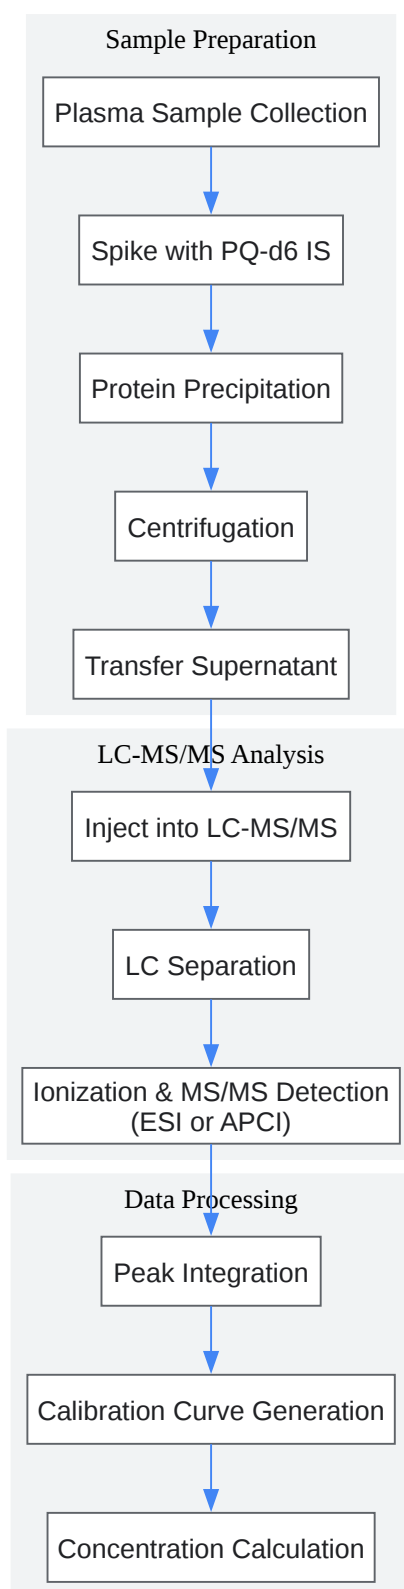 Sample Preparation
Plasma Sample Collection
Spike with PQ-d6 IS
Protein Precipitation
Centrifugation
Transfer Supernatant
LC-MS/MS Analysis
Inject into LC-MS/MS
LC Separation
Ionization & MS/MS Detection
(ESI or APCI)
Data Processing
Peak Integration
Calibration Curve Generation
Concentration Calculation